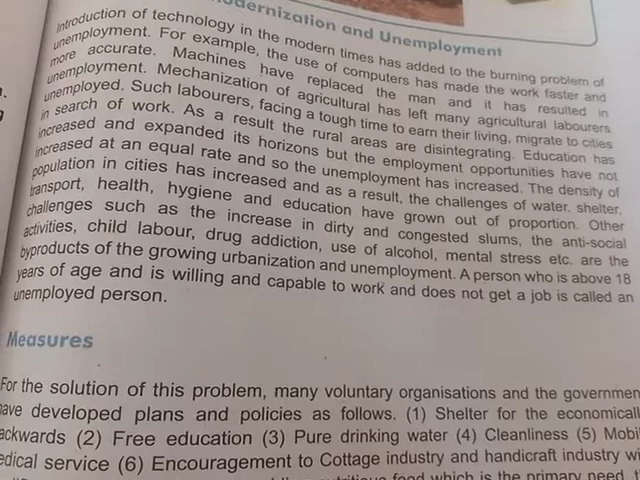 odernization and Unemployment
Introduction of technology in the modern times has added to the burning problem of
unemployment. For example, the use of computers has made the work faster and
more accurate. Machines have replaced the man and it has resulted in
unemployment. Mechanization of agricultural has left many agricultural labourers
unemployed. Such labourers, facing a tough time to earn their living, migrate to cities
in search of work. As a result the rural areas are disintegrating. Education has
increased and expanded its horizons but the employment opportunities have not
increased at an equal rate and so the unemployment has increased. The density of
population in cities has increased and as a result, the challenges of water, shelter,
transport, health, hygiene and education have grown out of proportion. Other
challenges such as the increase in dirty and congested slums, the anti-social
activities, child labour, drug addiction, use of alcohol, mental stress etc. are the
byproducts of the growing urbanization and unemployment. A person who is above 18
years of age and is willing and capable to work and does not get a job is called an
unemployed person.
Measures
For the solution of this problem, many voluntary organisations and the governmen
have developed plans and policies as follows. (1) Shelter for the economicall
ackwards (2) Free education (3) Pure drinking water (4) Cleanliness (5) Mobi
edical service (6) Encouragement to Cottage industry and handicraft industry wi
food which is the primary need